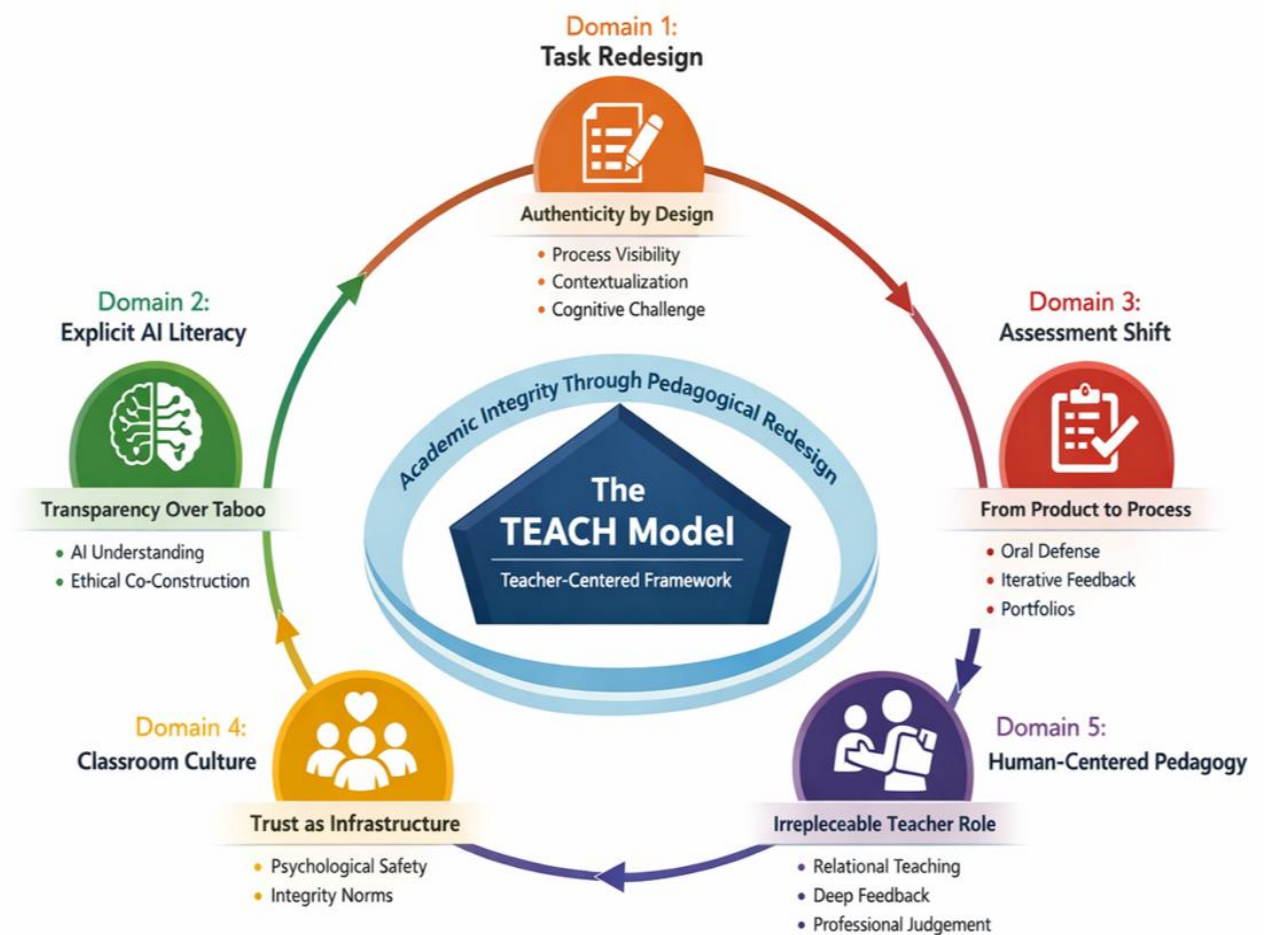 Domain 1:
Task Redesign
Authenticity by Design
• Process Visibility
• Contextualization
• Cognitive Challenge
Domain 2:
Explicit AI Literacy
Transparency Over Taboo
• AI Understanding
• Ethical Co-Construction
Domain 3:
Assessment Shift
From Product to Process
• Oral Defense
• Iterative Feedback
• Portfolios
Academic Integrity Through Pedagogical Redesign
The
TEACH Model
Teacher-Centered Framework
Domain 4:
Classroom Culture
Trust as Infrastructure
• Psychological Safety
• Integrity Norms
Domain 5:
Human-Centered Pedagogy
Irrepleceable Teacher Role
• Relational Teaching
• Deep Feedback
• Professional Judgement